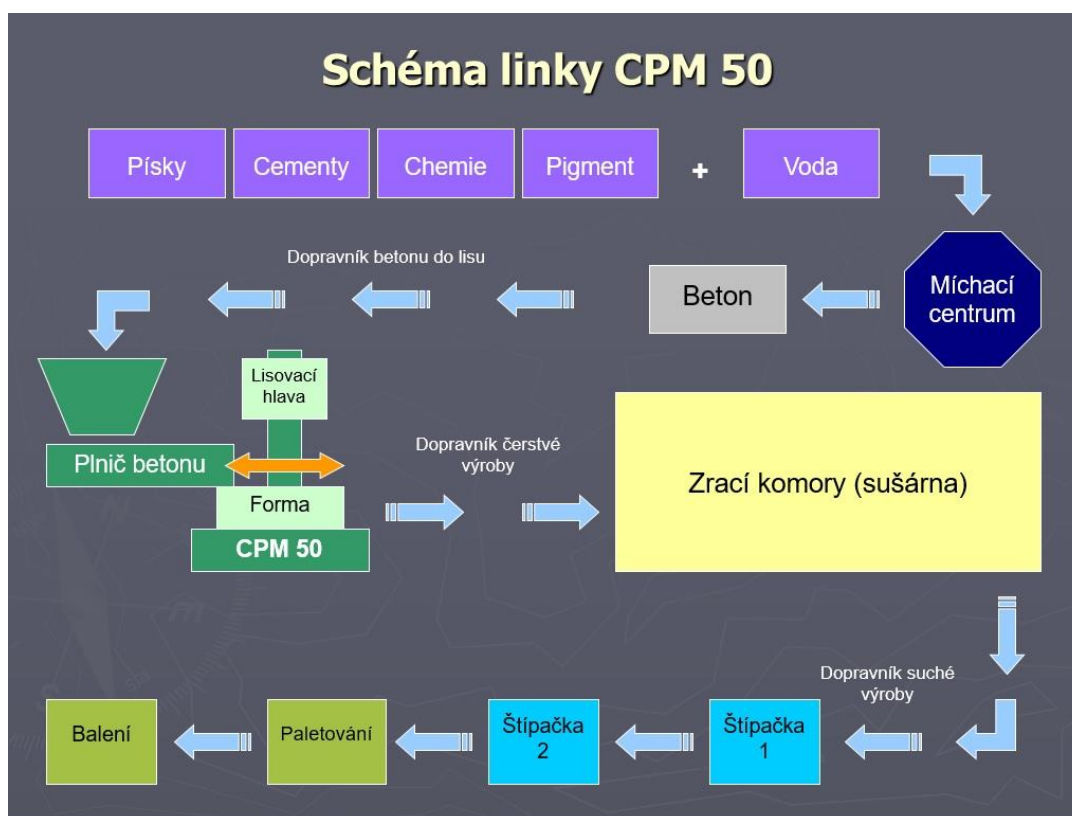 Schéma linky CPM 50
Písky
Cementy
Chemie
Pigment
+
Voda
Dopravník betonu do lisu
Beton
Míchací
centrum
Lisovací
hlava
Plnič betonu
Dopravník čerstvé
výroby
Zrací komory (sušárna)
Forma
CPM 50
Dopravník suché
výroby
Balení
Paletování
Štípačka
2
Štípačka
1